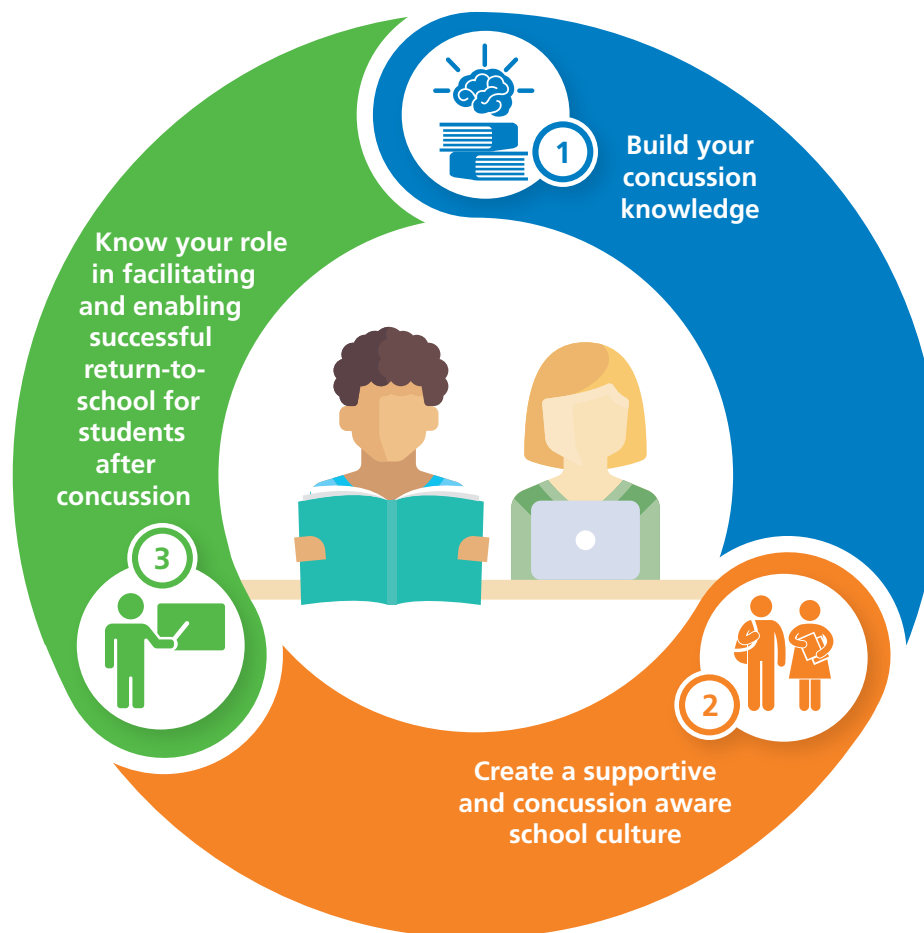 1
Build your
concussion
knowledge
2
Create a supportive
and concussion aware
school culture
3
Know your role
in facilitating
and enabling
successful
return-to-
school for
students
after
concussion